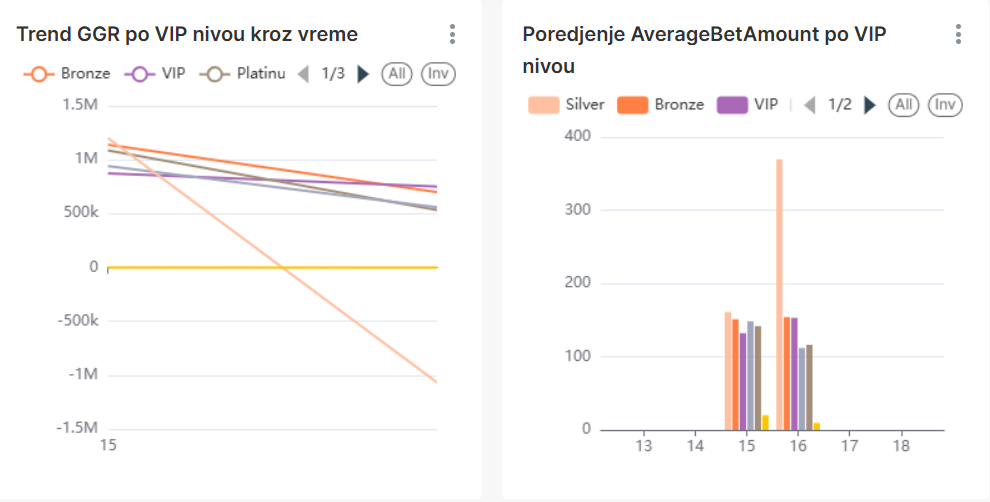 Trend GGR po VIP nivou kroz vreme
Bronze VIP Platinu 1/3 All Inv
1.5M
1M
500k
0
-500k
-1M
-1.5M
15
Poredjenje AverageBetAmount po VIP
nivou
Silver Bronze VIP 1/2 All Inv
400
300
200
100
0
13 14 15 16 17 18